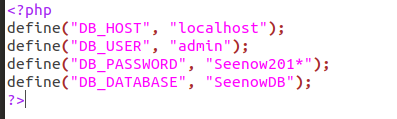 <?php
define("DB_HOST", "localhost");
define("DB_USER", "admin");
define("DB_PASSWORD", "Seenow201*");
define("DB_DATABASE", "SeenowDB");
?>